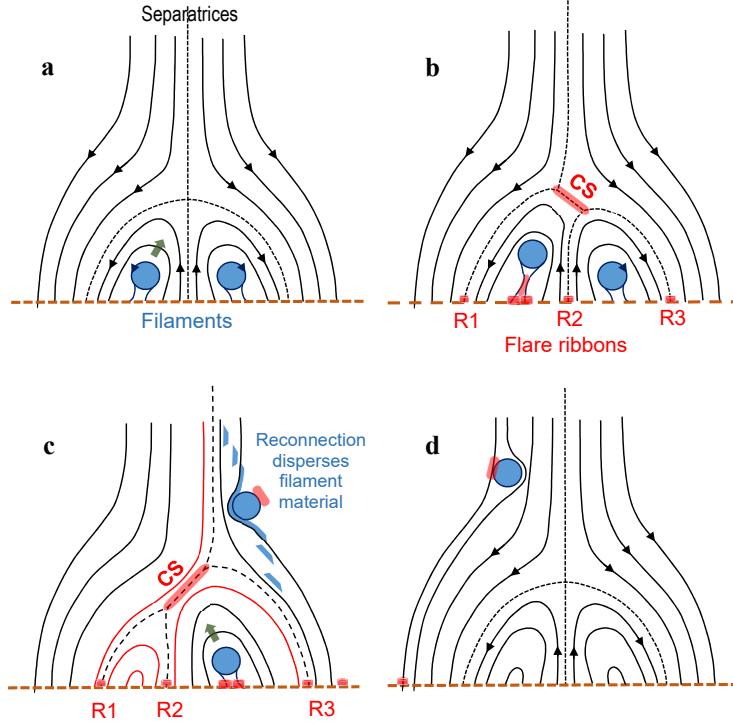 Separatrices
a
b
CS
Filaments
R1
R2
R3
Flare ribbons
c
Reconnection
disperses
filament
material
d
CS
R1
R2
R3